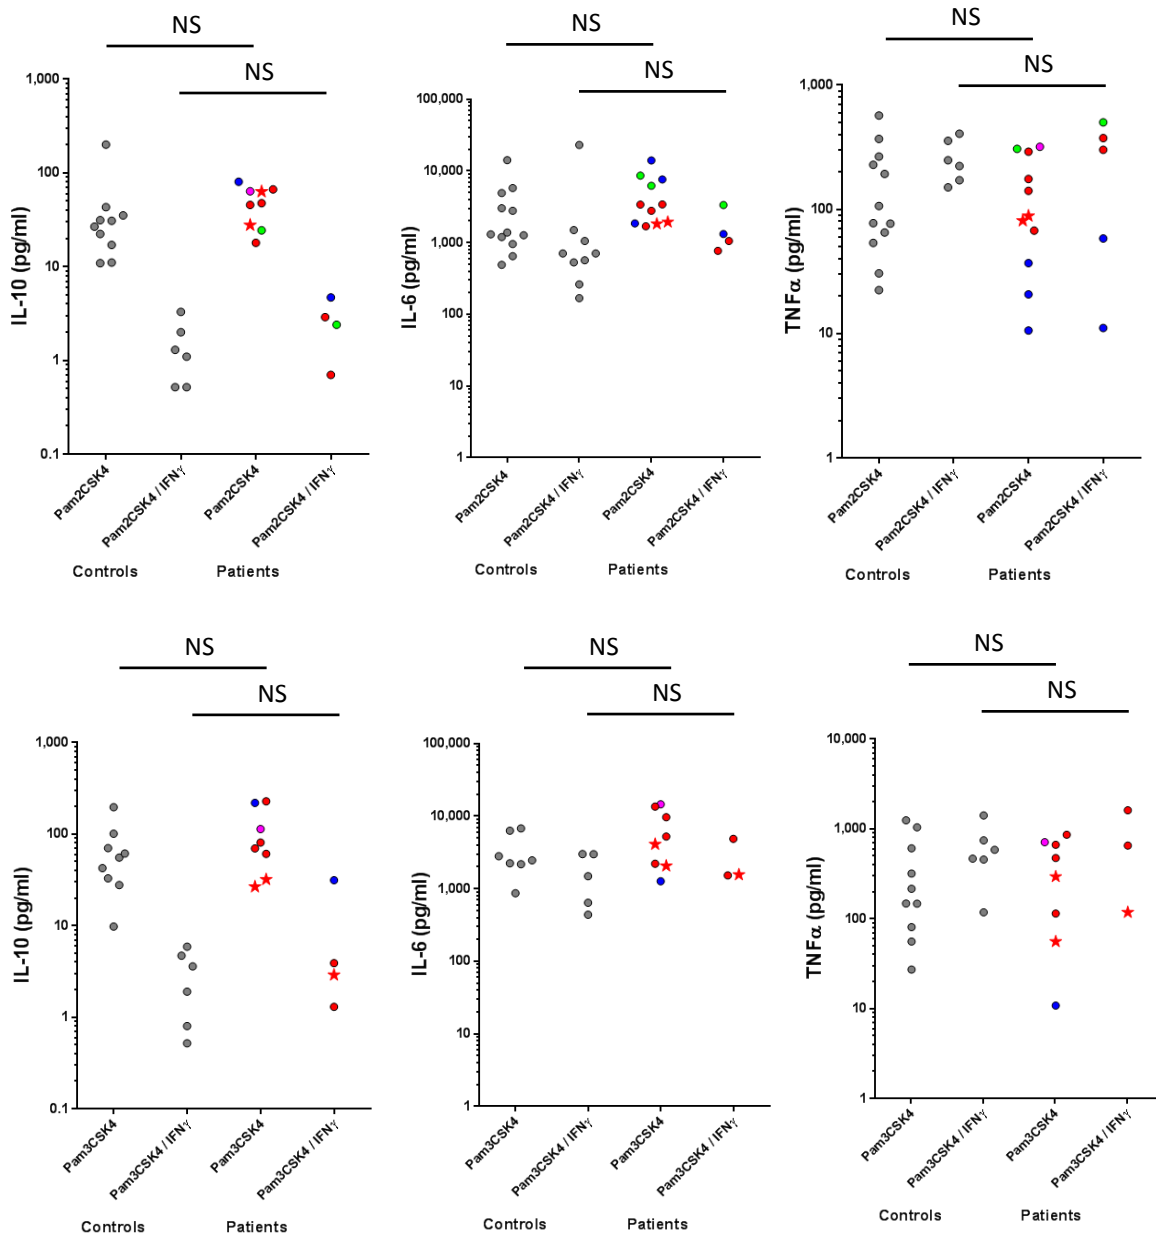 NS
NS
IL-10 (pg/ml)
1,000
100
10
1
0.1
Pam2CSK4
Pam2CSK4 / IFNγ
Pam2CSK4
Pam2CSK4 / IFNγ
Controls
Patients
NS
NS
IL-6 (pg/ml)
100,000
10,000
1,000
100
10
1
Pam2CSK4
Pam2CSK4 / IFNγ
Pam2CSK4
Pam2CSK4 / IFNγ
Controls
Patients
NS
NS
TNFα (pg/ml)
1,000
100
10
1
Pam2CSK4
Pam2CSK4 / IFNγ
Pam2CSK4
Pam2CSK4 / IFNγ
Controls
Patients
NS
NS
IL-10 (pg/ml)
1,000
100
10
1
0.1
Pam3CSK4
Pam3CSK4 / IFNγ
Pam3CSK4
Pam3CSK4 / IFNγ
Controls
Patients
NS
NS
IL-6 (pg/ml)
100,000
10,000
1,000
100
10
1
Pam3CSK4
Pam3CSK4 / IFNγ
Pam3CSK4
Pam3CSK4 / IFNγ
Controls
Patients
NS
NS
TNFα (pg/ml)
10,000
1,000
100
10
1
Pam3CSK4
Pam3CSK4 / IFNγ
Pam3CSK4
Pam3CSK4 / IFNγ
Controls
Patients